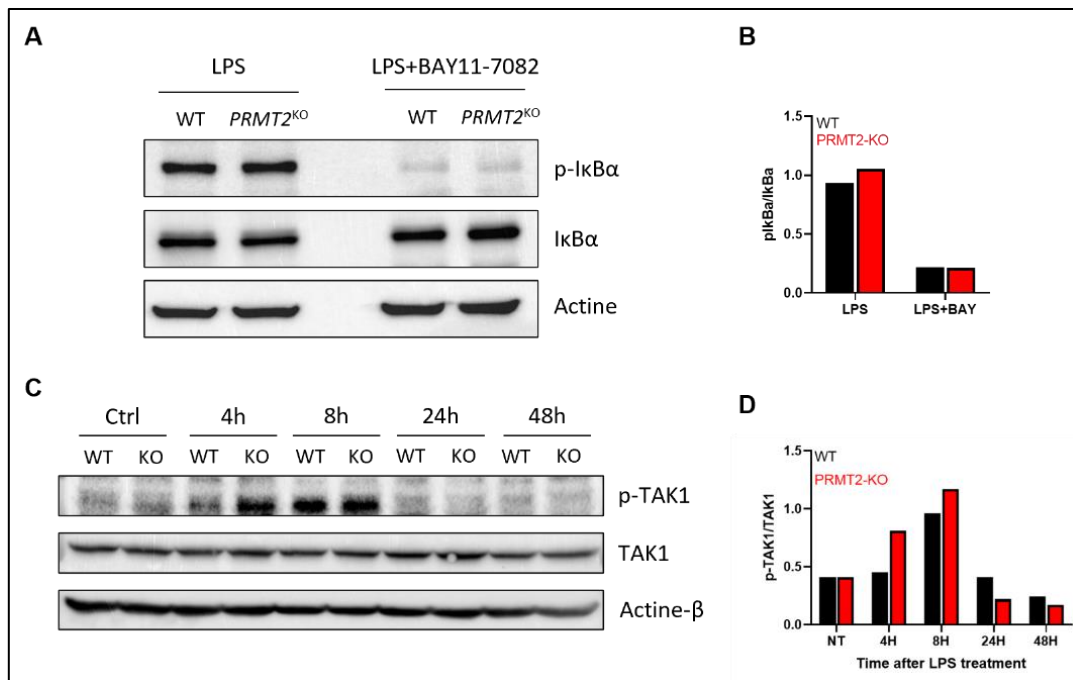 A
LPS LPS+BAY11-7082
WT PRMT2KO WT PRMT2KO
p-IκBα
IκBα
Actine
B
WT
PRMT2-KO
pIkBa/IkBa
1.5
1.0
0.5
0.0
LPS LPS+BAY
C
Ctrl 4h 8h 24h 48h
WT KO WT KO WT KO WT KO WT KO
p-TAK1
TAK1
Actine-β
D
WT
PRMT2-KO
p-TAK1/TAK1
1.5
1.0
0.5
0.0
NT 4H 8H 24H 48H
Time after LPS treatment